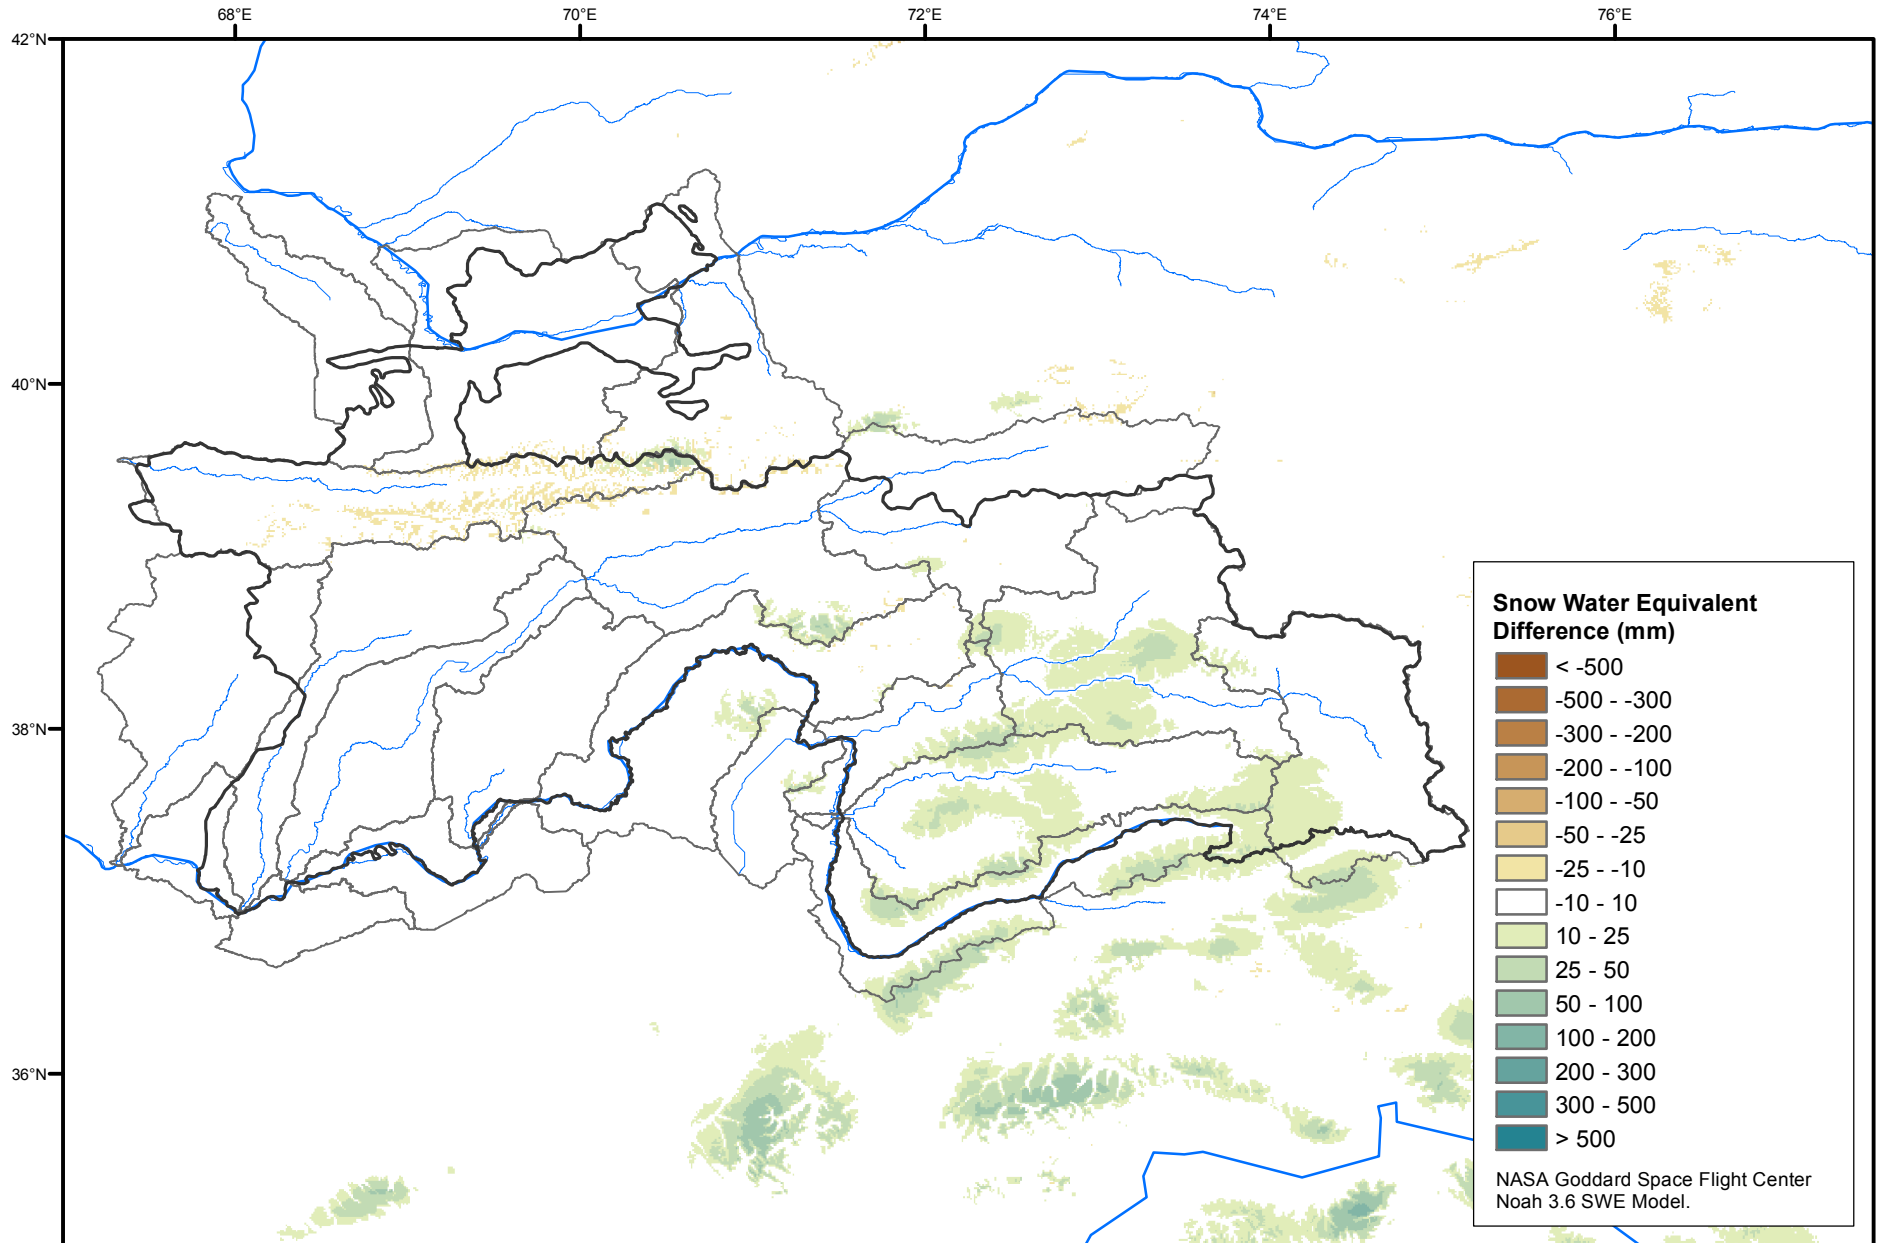 68°E 70°E 72°E 74°E 76°E
42°N
40°N
38°N
36°N
Snow Water Equivalent
Difference (mm)
< -500
-500 - -300
-300 - -200
-200 - -100
-100 - -50
-50 - -25
-25 - -10
-10 - 10
10 - 25
25 - 50
50 - 100
100 - 200
200 - 300
300 - 500
> 500
NASA Goddard Space Flight Center
Noah 3.6 SWE Model.